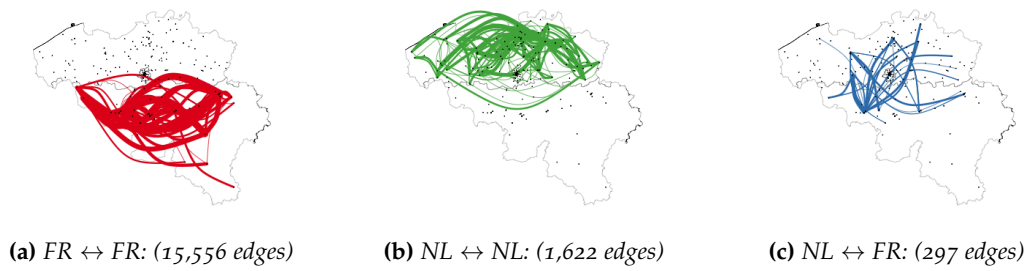 (a) FR ↔ FR: (15,556 edges)
(b) NL ↔ NL: (1,622 edges)
(c) NL ↔ FR: (297 edges)